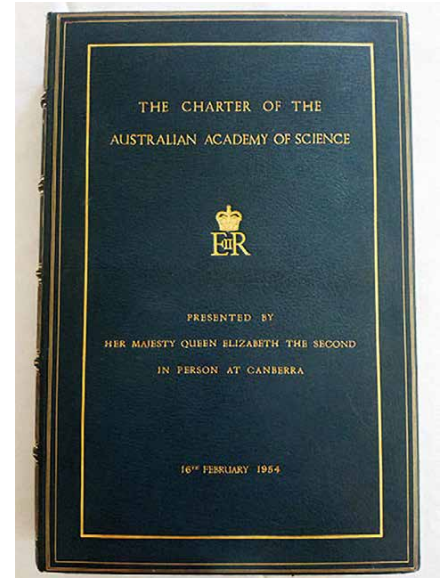 THE CHARTER OF THE
AUSTRALIAN ACADEMY OF SCIENCE
EIIR
PRESENTED BY
HER MAJESTY QUEEN ELIZABETH THE SECOND
IN PERSON AT CANBERRA
16TH FEBRUARY 1954